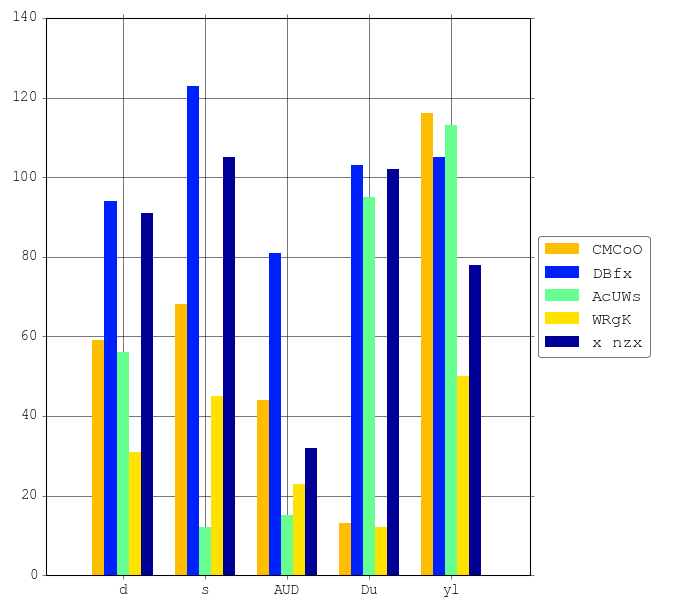 140
120
100
80
60
40
20
0
d s AUD Du yl
CMCoO
DBfx
AcUWs
WRgK
x nzx